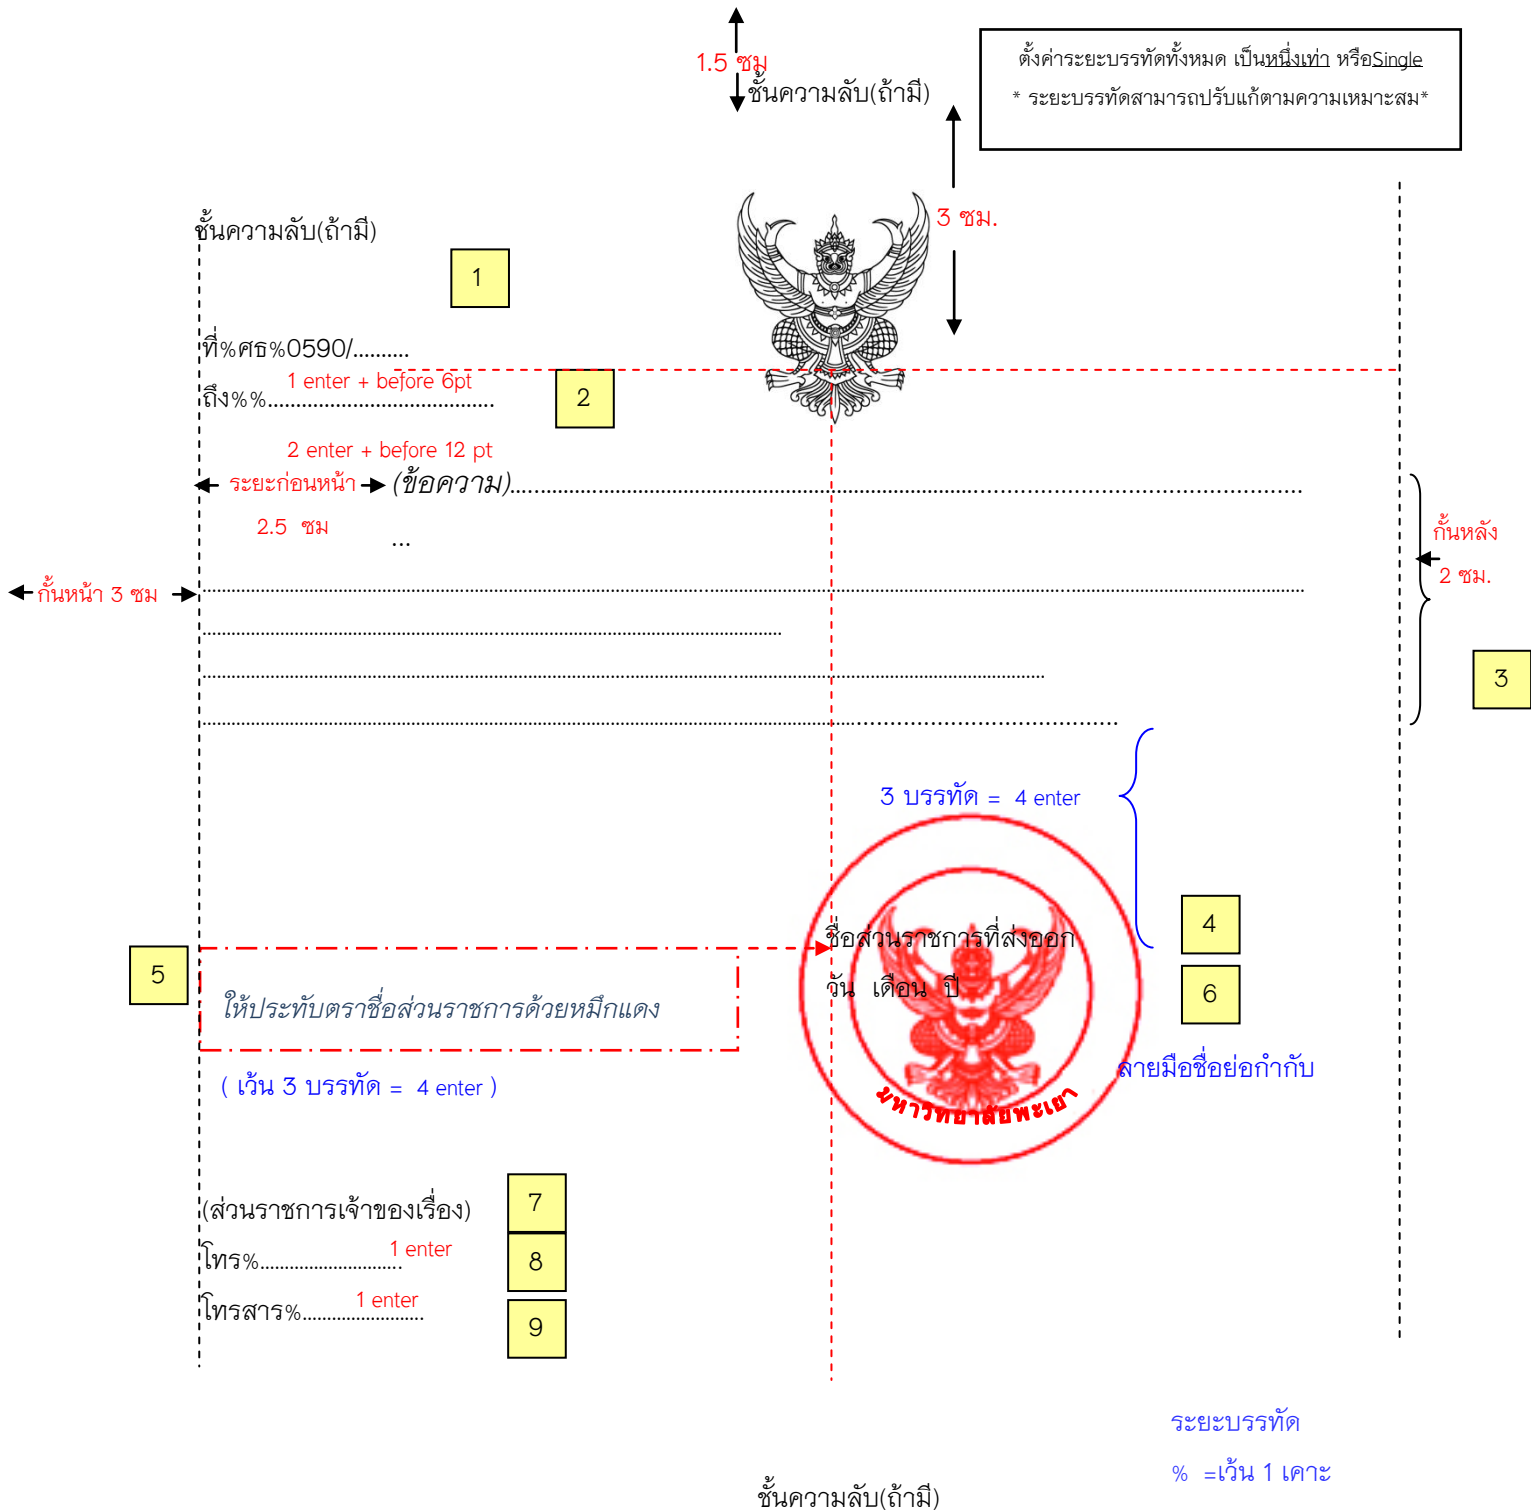 1.5 ซม
ชั้นความลับ(ถ้ามี)
ตั้งค่าระยะบรรทัดทั้งหมด เป็นหนึ่งเท่า หรือSingle
* ระยะบรรทัดสามารถปรับแก้ตามความเหมาะสม*
3 ซม.
ชั้นความลับ(ถ้ามี)
1
ที่%ศธ%0590/..........
1 enter + before 6pt
ถึง%%......................................
2
2 enter + before 12 pt
ระยะก่อนหน้า
(ข้อความ)......................................................................................................................................
2.5 ซม
...
กั้นหลัง
2 ซม.
กั้นหน้า 3 ซม
3
3 บรรทัด = 4 enter
4
ชื่อส่วนราชการที่ส่งออก
5
วัน เดือน ปี
6
ให้ประทับตราชื่อส่วนราชการด้วยหมึกแดง
ลายมือชื่อย่อกำกับ
( เว้น 3 บรรทัด = 4 enter )
มหาวิทยาลัยพะเยา
(ส่วนราชการเจ้าของเรื่อง)
7
โทร%.............................
1 enter
8
โทรสาร%.........................
1 enter
9
ระยะบรรทัด
% =เว้น 1 เคาะ
ชั้นความลับ(ถ้ามี)